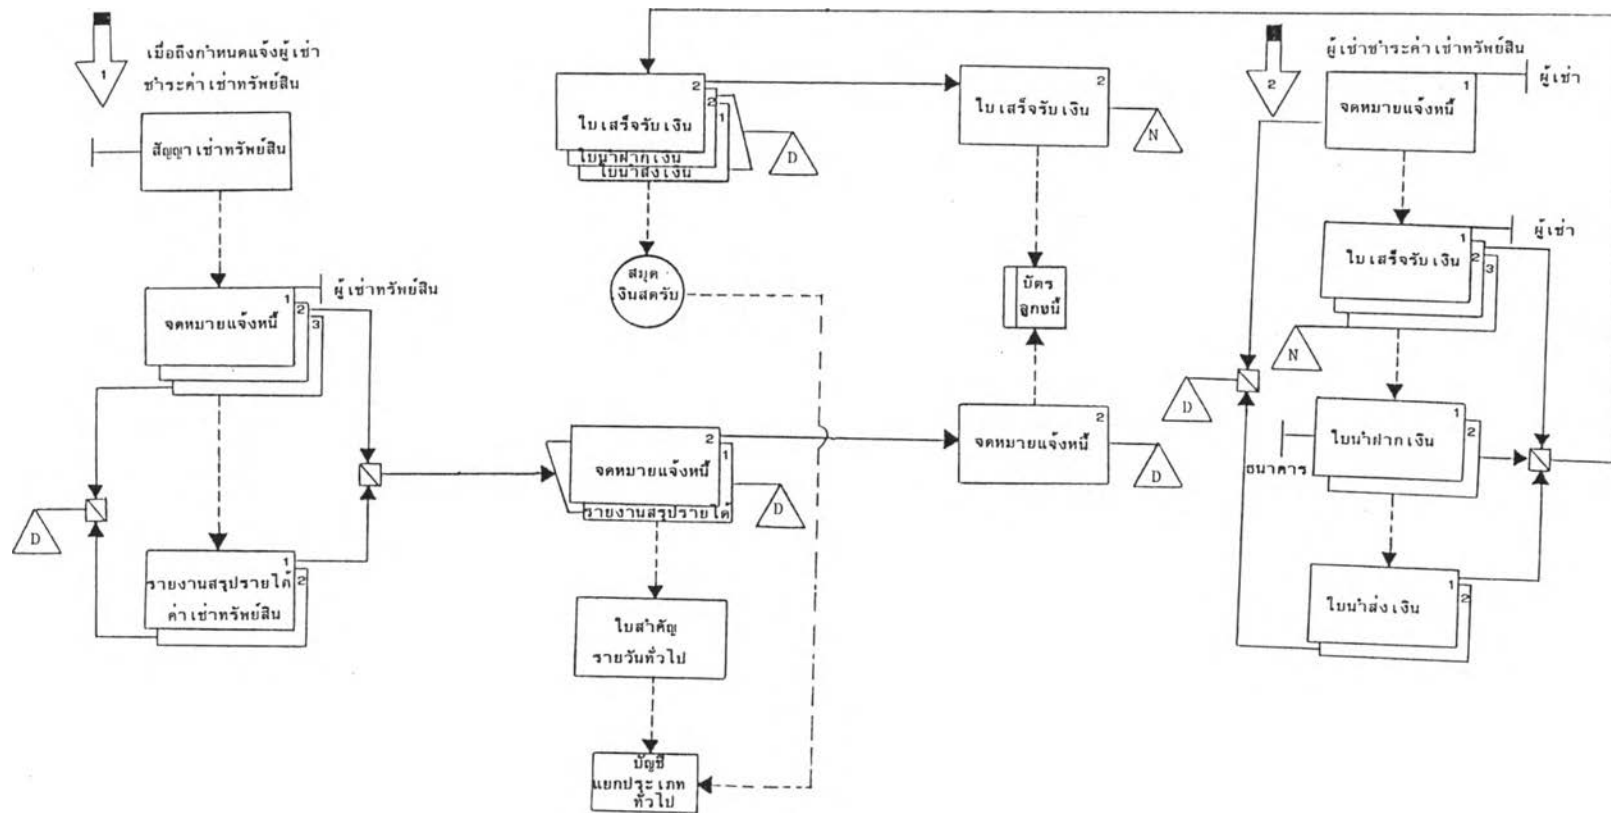 1
เมื่อถึงกำหนดแจ้งผู้เช่า
ชำระค่าเช่าทรัพย์สิน
สัญญาเช่าทรัพย์สิน
ผู้เช่าทรัพย์สิน
1
2
3
จดหมายแจ้งหนี้
D
1
2
รายงานสรุปรายได้
ค่าเช่าทรัพย์สิน
2
2
1
ใบเสร็จรับเงิน
ใบนำฝากเงิน
ใบนำส่งเงิน
D
สมุด
เงินสดรับ
2
1
จดหมายแจ้งหนี้
รายงานสรุปรายได้
D
ใบสำคัญ
รายวันทั่วไป
บัญชี
แยกประเภท
ทั่วไป
2
ใบเสร็จรับเงิน
N
บัตร
ลูกหนี้
2
จดหมายแจ้งหนี้
D
2
ผู้เช่าชำระค่าเช่าทรัพย์สิน
1
ผู้เช่า
จดหมายแจ้งหนี้
1
2
3
ผู้เช่า
ใบเสร็จรับเงิน
N
D
1
2
ใบนำฝากเงิน
ธนาคาร
1
2
ใบนำส่งเงิน